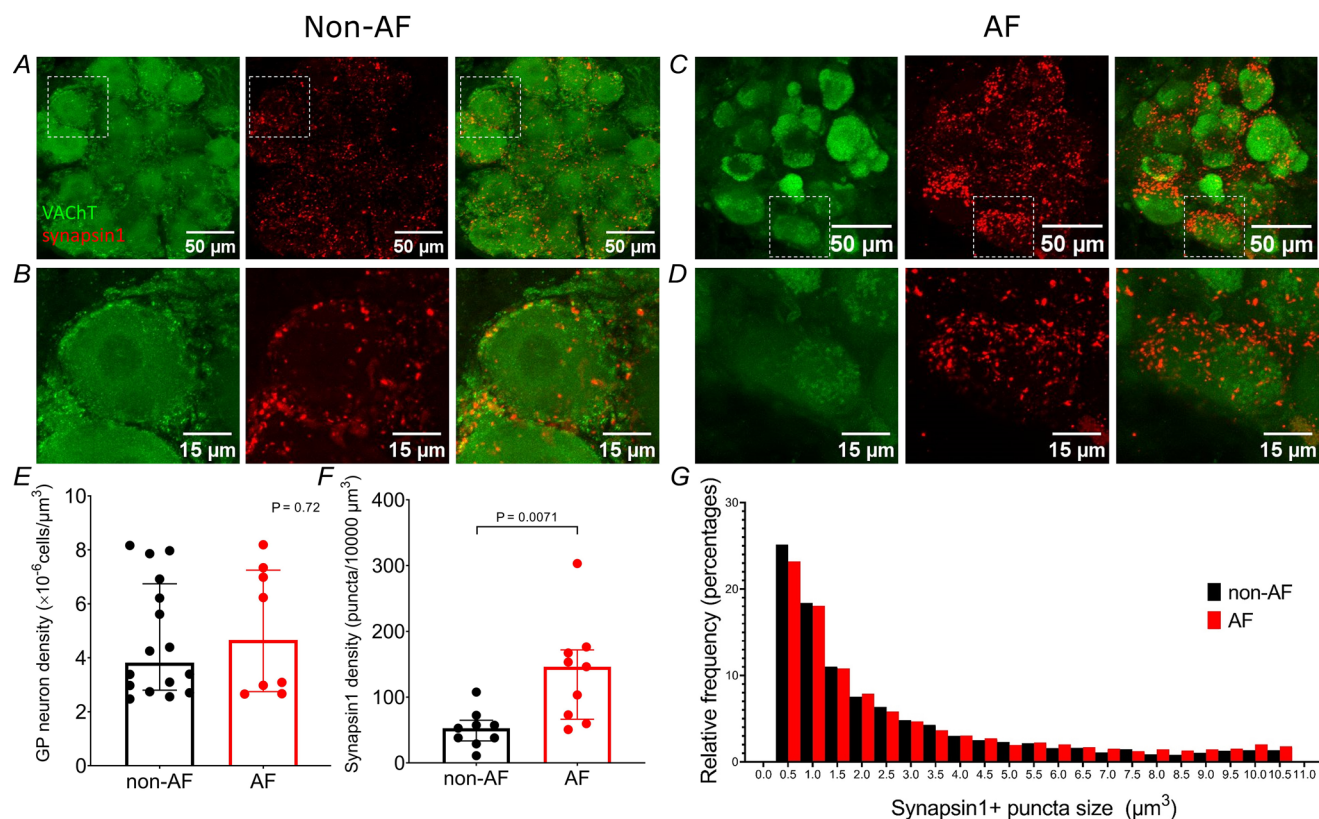 Non-AF
AF
A
C
VAChT
synapsin1
50 µm
50 µm
50 µm
50 µm
50 µm
50 µm
B
D
15 µm
15 µm
15 µm
15 µm
15 µm
15 µm
E
GP neuron density (×10⁻⁶cells/µm³)
P = 0.72
10
8
6
4
2
0
non-AF
AF
F
Synapsin1 density (puncta/10000 µm³)
P = 0.0071
400
300
200
100
0
non-AF
AF
G
Relative frequency (percentages)
30
20
10
0
non-AF
AF
0.0 0.5 1.0 1.5 2.0 2.5 3.0 3.5 4.0 4.5 5.0 5.5 6.0 6.5 7.0 7.5 8.0 8.5 9.0 9.5 10.0 10.5 11.0
Synapsin1+ puncta size (µm³)